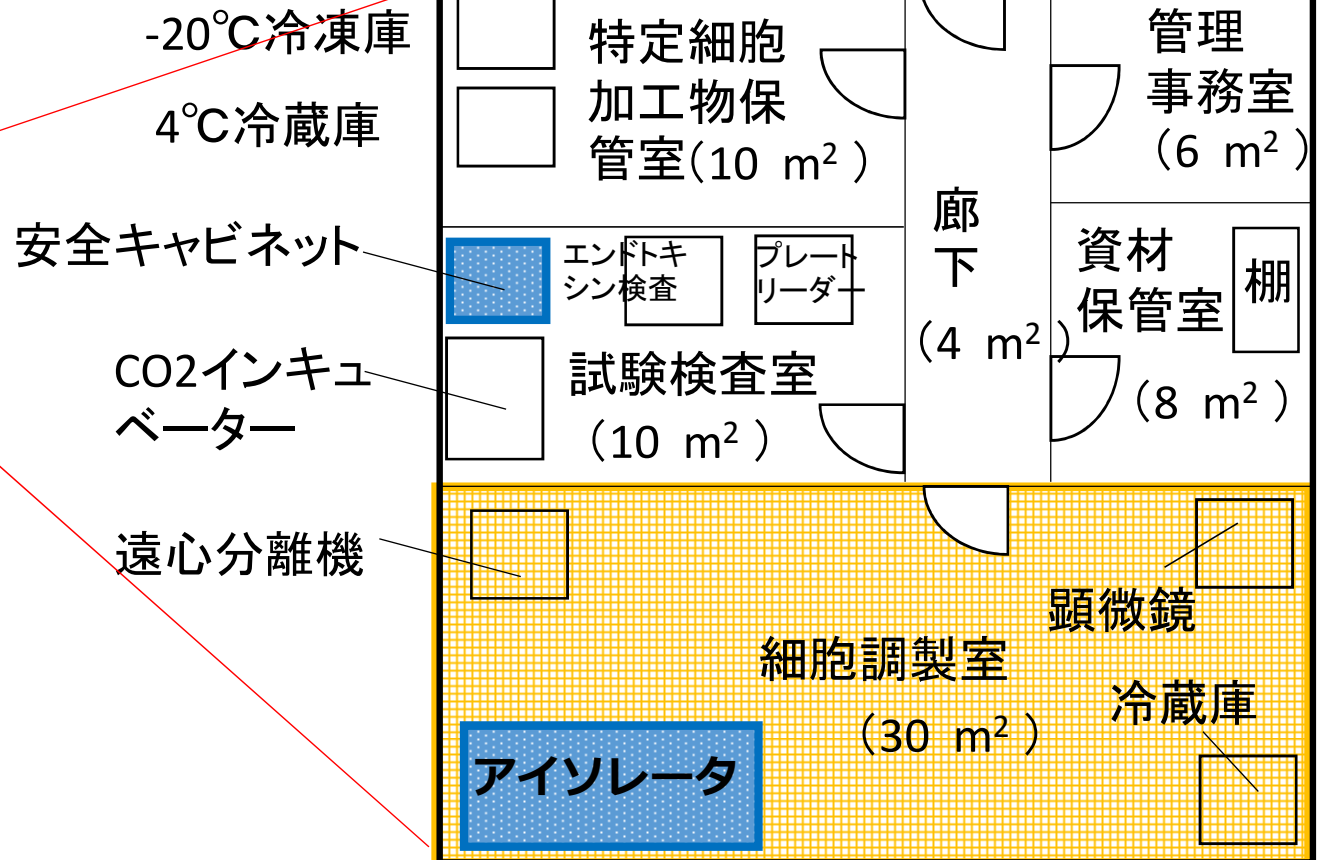 -20℃冷凍庫
4℃冷蔵庫
安全キャビネット
CO2インキュ
ベーター
遠心分離機
特定細胞
加工物保
管室(10 m²)
エンドトキ
シン検査
プレート
リーダー
試験検査室
(10 m²)
廊
下
(4 m²)
管理
事務室
(6 m²)
資材
保管室
棚
(8 m²)
顕微鏡
細胞調製室
(30 m²)
冷蔵庫
アイソレータ